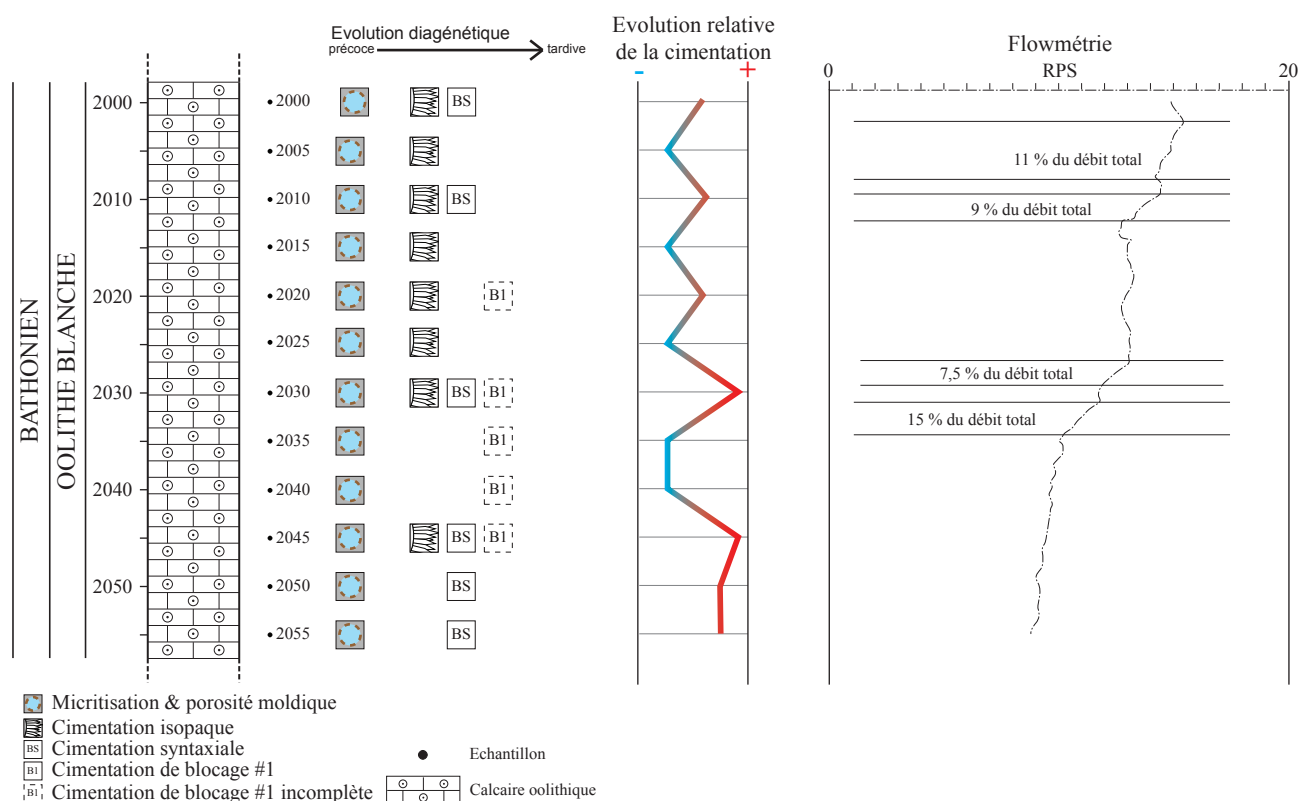 Evolution diagénétique
précoce
tardive
Evolution relative
de la cimentation
-
+
Flowmétrie
0
RPS
20
BATHONIEN
OOLITHE BLANCHE
2000
2010
2020
2030
2040
2050
2000
BS
2005
2010
BS
2015
2020
B1
2025
2030
BS
B1
2035
B1
2040
B1
2045
BS
B1
2050
BS
2055
BS
11 % du débit total
9 % du débit total
7,5 % du débit total
15 % du débit total
Micritisation & porosité moldique
Cimentation isopaque
BS Cimentation syntaxiale
B1 Cimentation de blocage #1
B1 Cimentation de blocage #1 incomplète
Echantillon
Calcaire oolithique